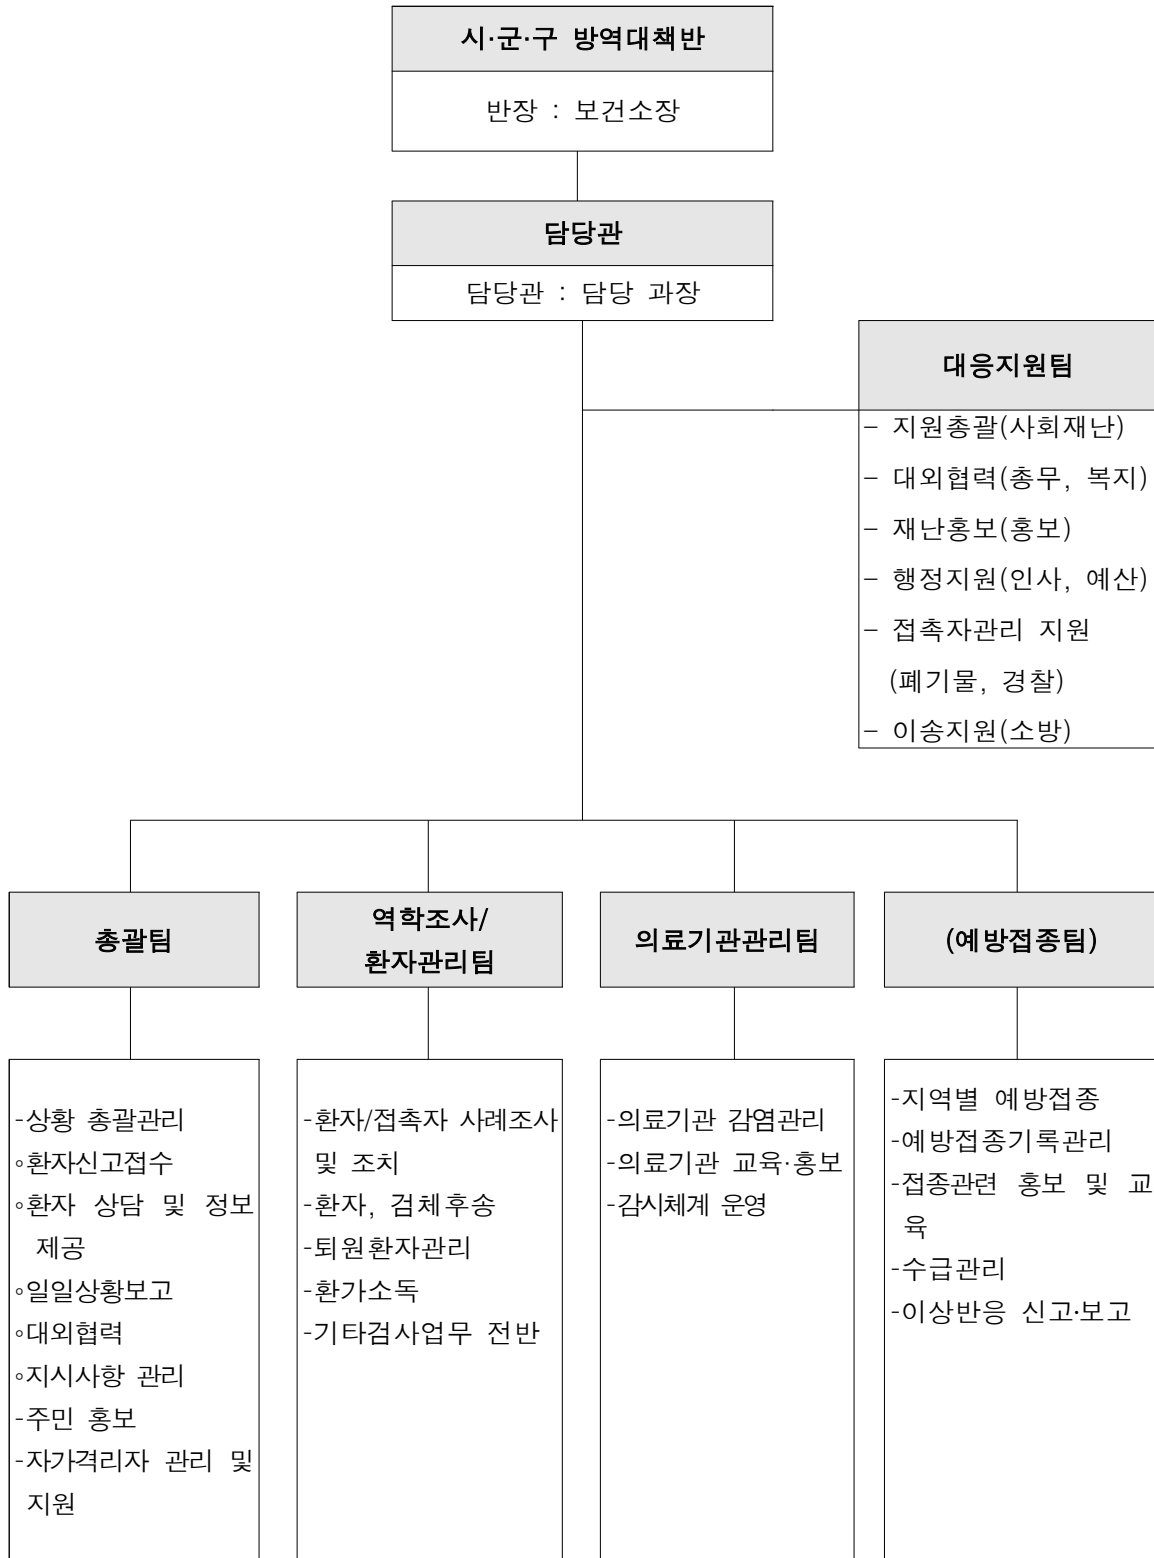 시·군·구 방역대책반
반장 : 보건소장
담당관
담당관 : 담당 과장
대응지원팀
- 지원총괄(사회재난)
- 대외협력(총무, 복지)
- 재난홍보(홍보)
- 행정지원(인사, 예산)
- 접촉자관리 지원
(폐기물, 경찰)
- 이송지원(소방)
총괄팀
-상황 총괄관리
◦환자신고접수
◦환자 상담 및 정보
제공
◦일일상황보고
◦대외협력
◦지시사항 관리
-주민 홍보
-자가격리자 관리 및
지원
역학조사/
환자관리팀
-환자/접촉자 사례조사
및 조치
-환자, 검체후송
-퇴원환자관리
-환가소독
-기타검사업무 전반
의료기관관리팀
-의료기관 감염관리
-의료기관 교육·홍보
-감시체계 운영
(예방접종팀)
-지역별 예방접종
-예방접종기록관리
-접종관련 홍보 및 교
육
-수급관리
-이상반응 신고·보고